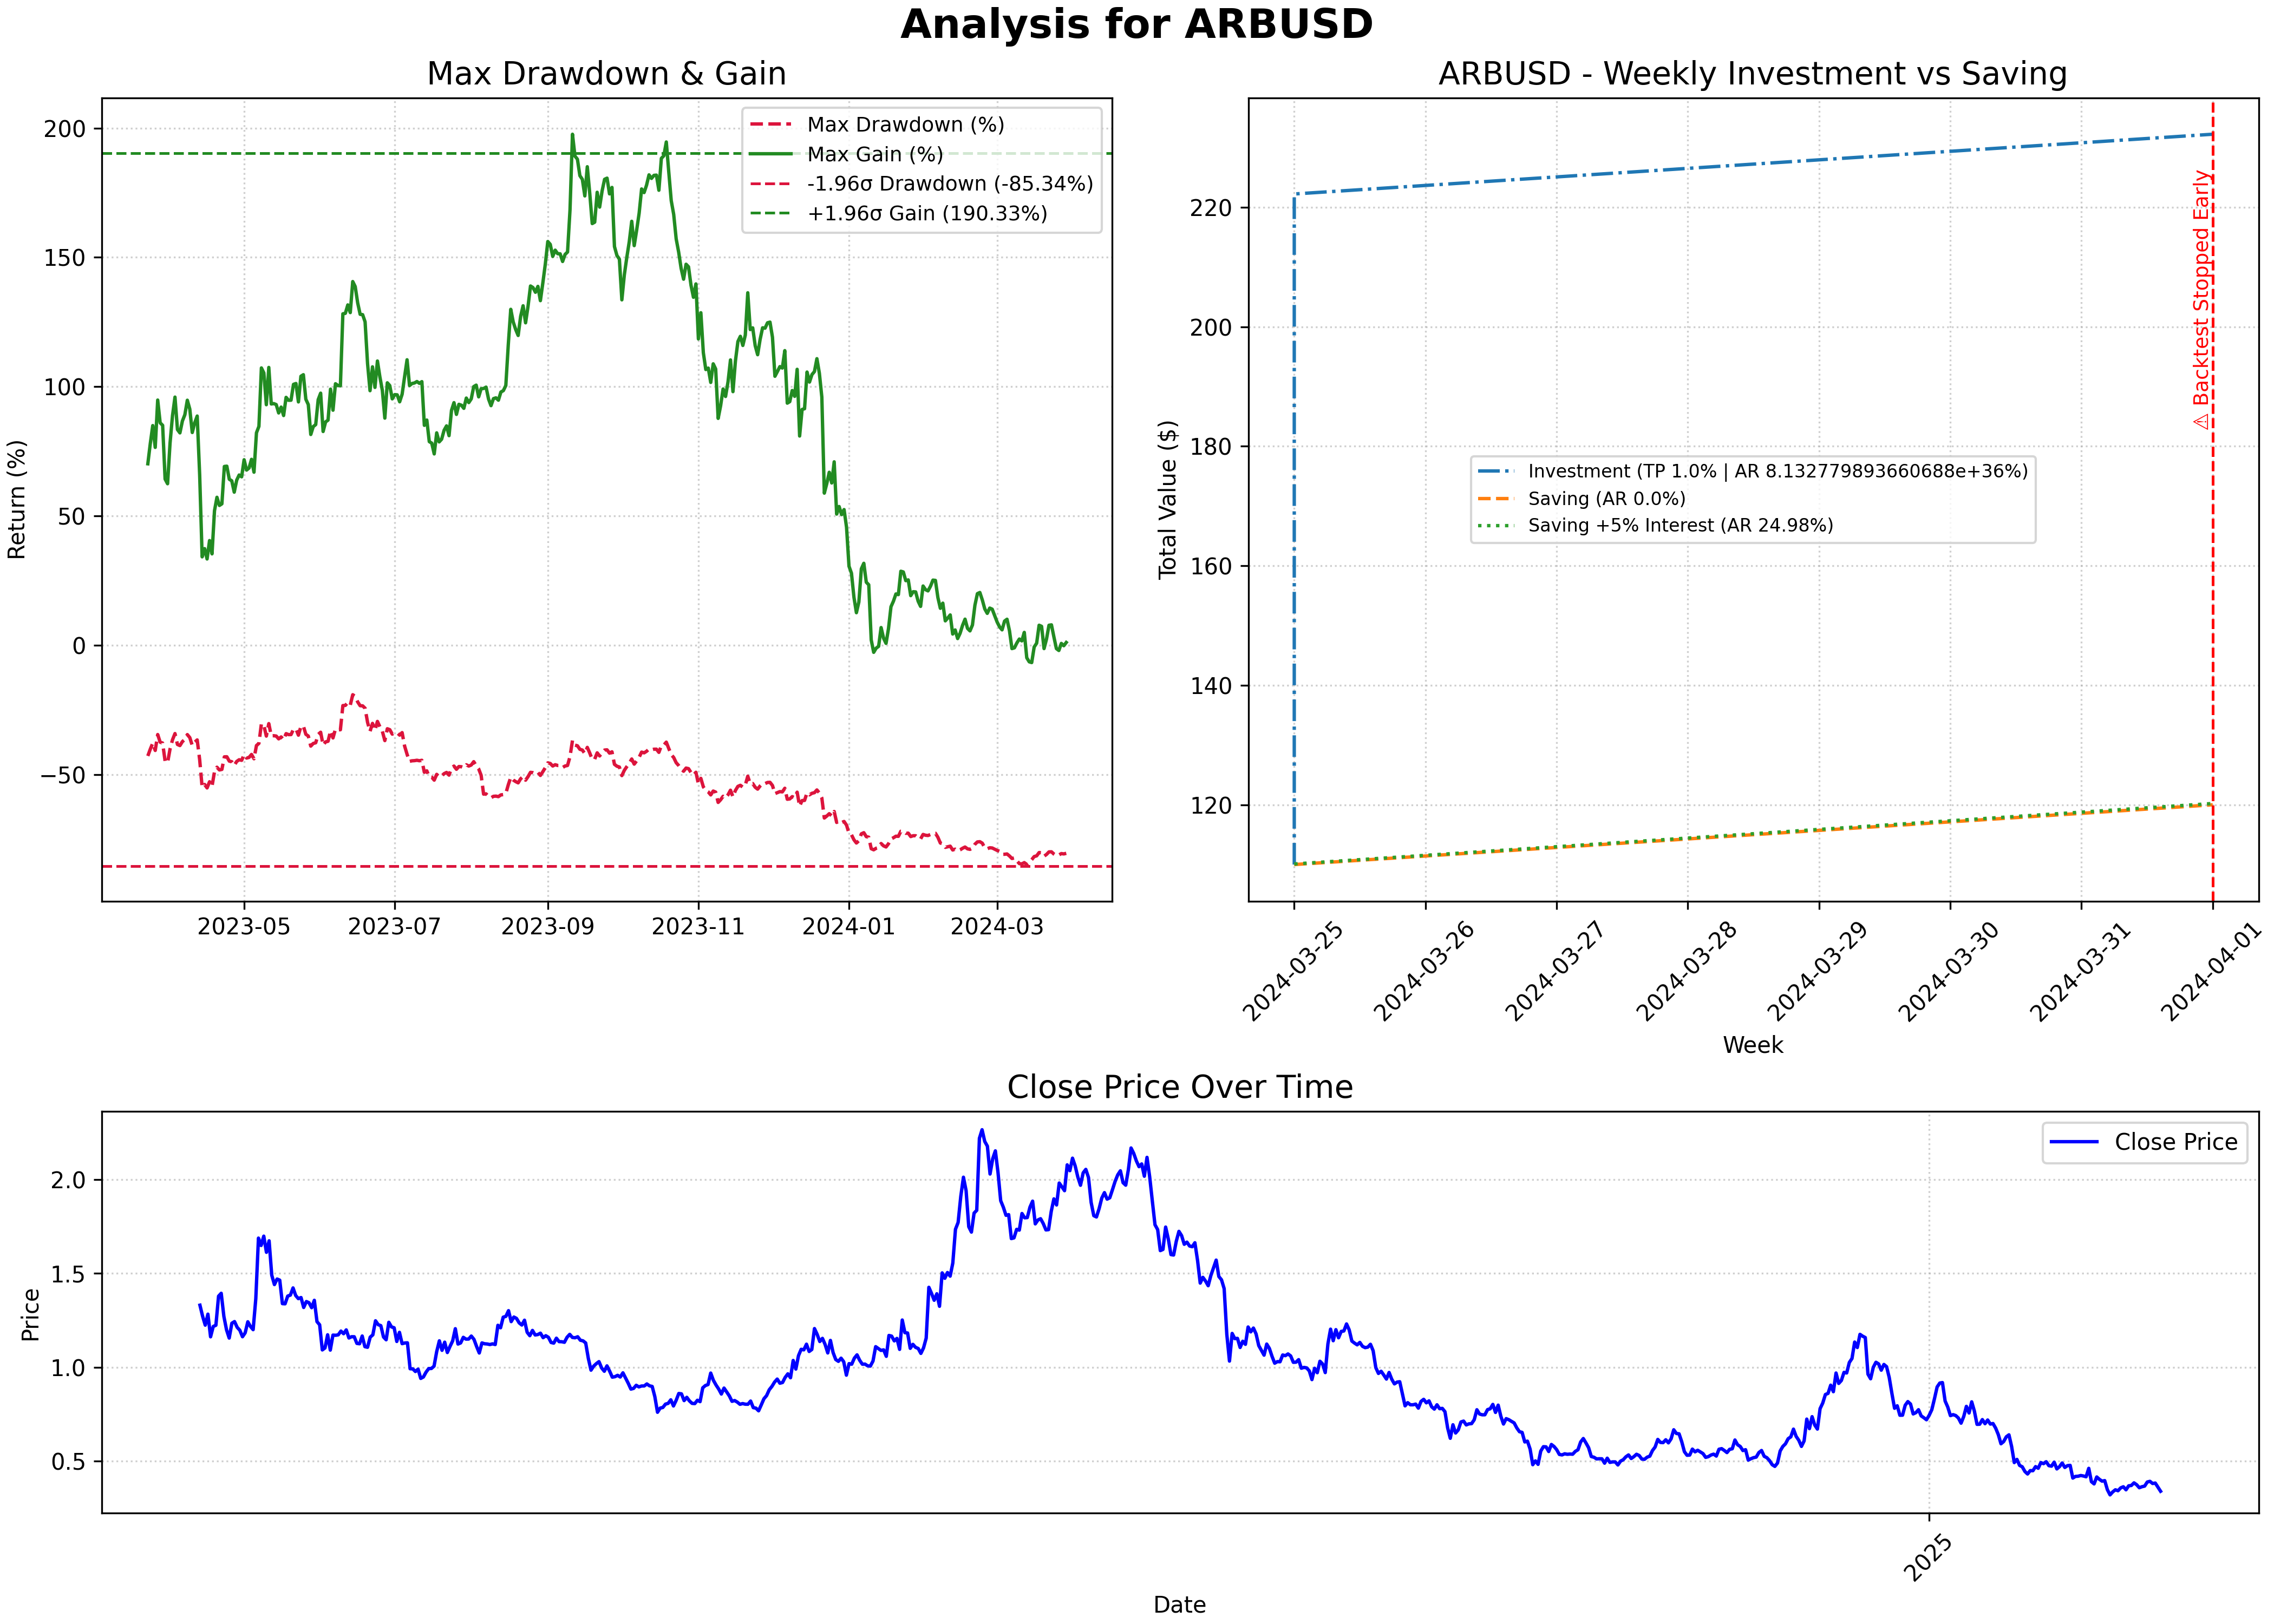 Analysis for ARBUSD
Max Drawdown & Gain
Return (%)
200
150
100
50
0
−50
2023-05
2023-07
2023-09
2023-11
2024-01
2024-03
Max Drawdown (%)
Max Gain (%)
-1.96σ Drawdown (-85.34%)
+1.96σ Gain (190.33%)
ARBUSD - Weekly Investment vs Saving
Total Value ($)
220
200
180
160
140
120
2024-03-25
2024-03-26
2024-03-27
2024-03-28
2024-03-29
2024-03-30
2024-03-31
2024-04-01
Week
Investment (TP 1.0% | AR 8.132779893660688e+36%)
Saving (AR 0.0%)
Saving +5% Interest (AR 24.98%)
⚠ Backtest Stopped Early
Close Price Over Time
Price
2.0
1.5
1.0
0.5
2025
Date
Close Price